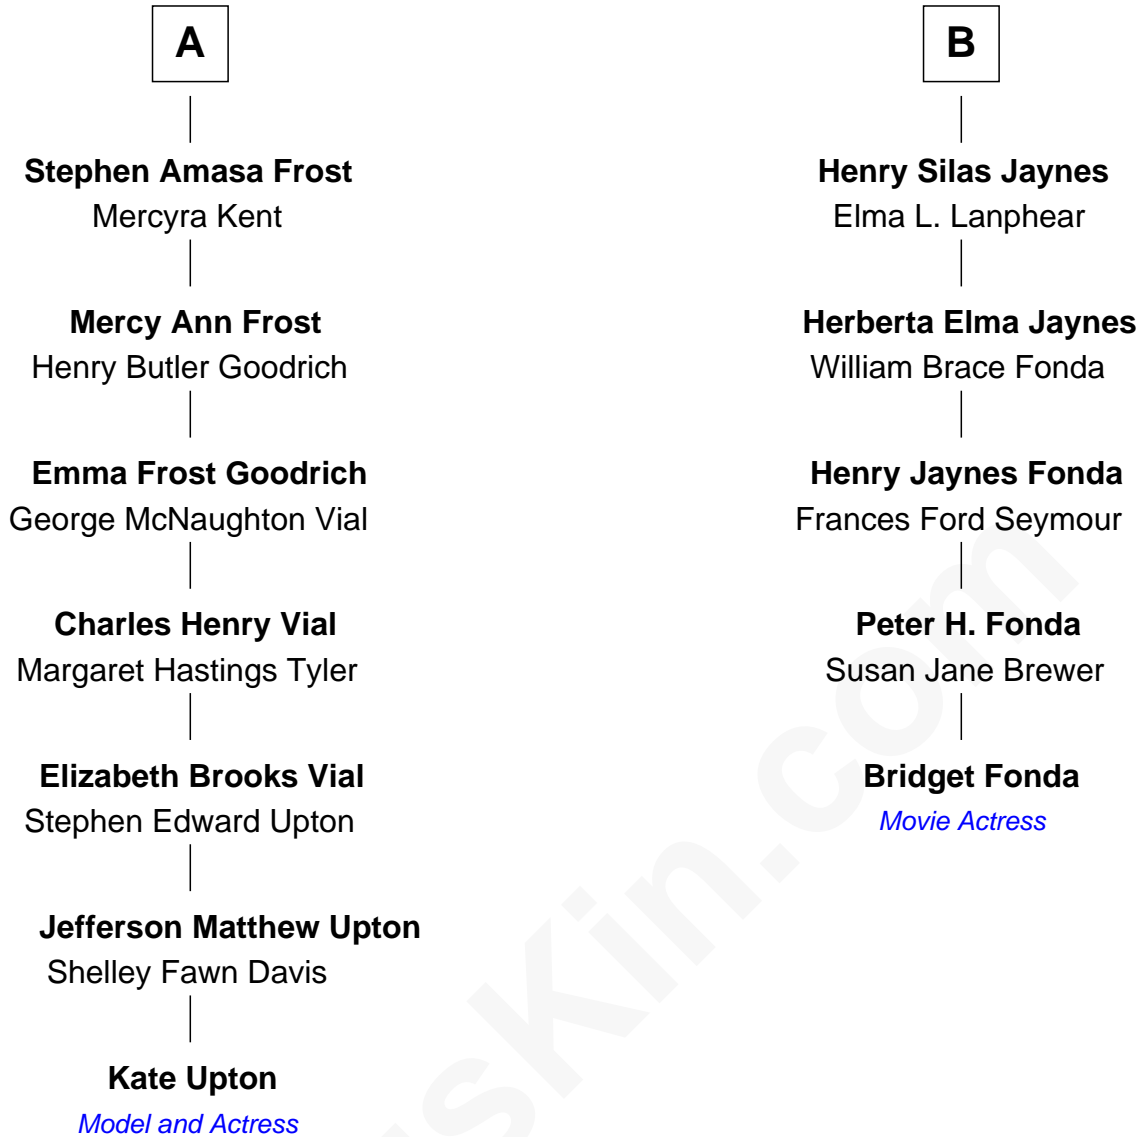 A
Stephen Amasa Frost
Mercyra Kent
Mercy Ann Frost
Henry Butler Goodrich
Emma Frost Goodrich
George McNaughton Vial
Charles Henry Vial
Margaret Hastings Tyler
Elizabeth Brooks Vial
Stephen Edward Upton
Jefferson Matthew Upton
Shelley Fawn Davis
Kate Upton
Model and Actress
B
Henry Silas Jaynes
Elma L. Lanphear
Herberta Elma Jaynes
William Brace Fonda
Henry Jaynes Fonda
Frances Ford Seymour
Peter H. Fonda
Susan Jane Brewer
Bridget Fonda
Movie Actress